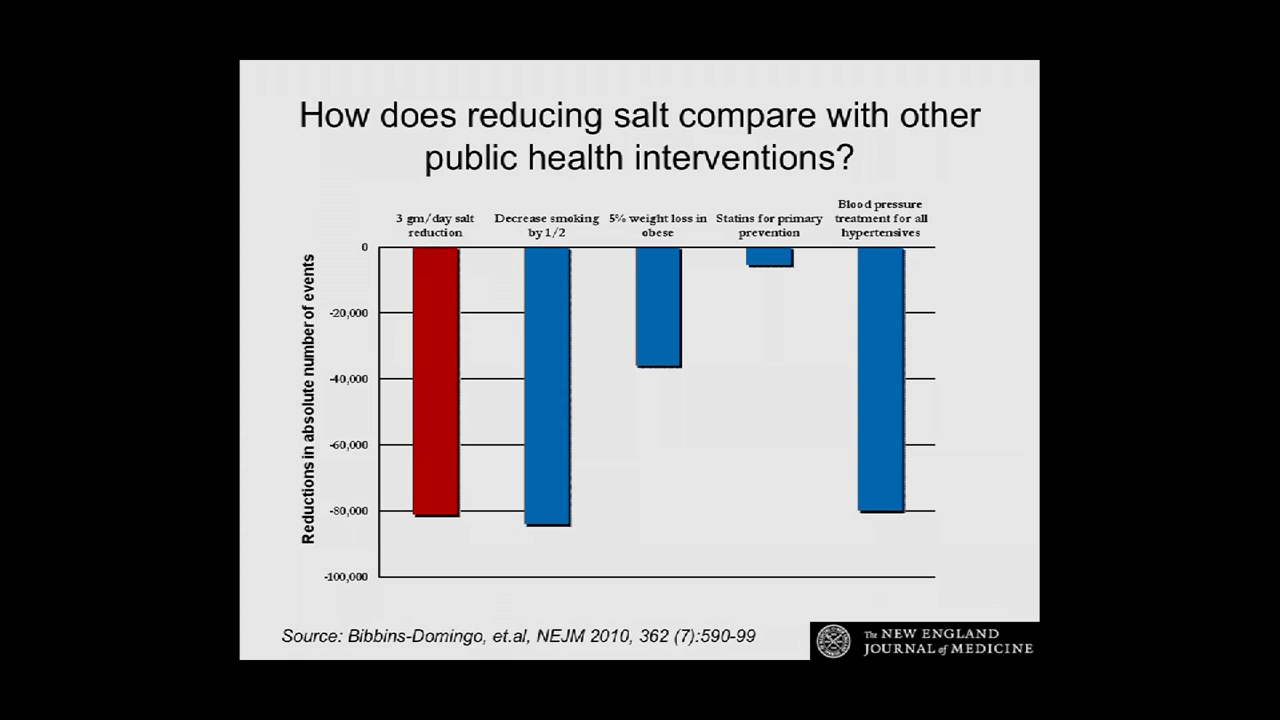 How does reducing salt compare with other
public health interventions?
3 gm/day salt
reduction
Decrease smoking
by 1/2
5% weight loss in
obese
Statins for primary
prevention
Blood pressure
treatment for all
hypertensives
Reductions in absolute number of events
0
-20,000
-40,000
-60,000
-80,000
-100,000
Source: Bibbins-Domingo, et.al, NEJM 2010, 362 (7):590-99
The NEW ENGLAND
JOURNAL of MEDICINE